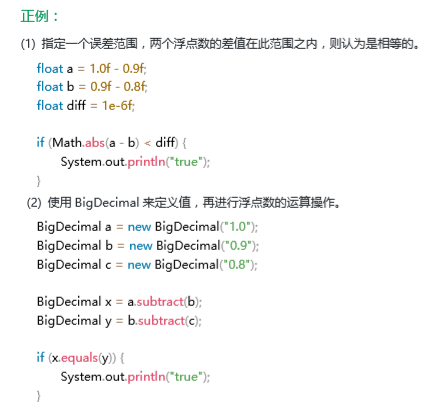 正例：
(1) 指定一个误差范围，两个浮点数的差值在此范围之内，则认为是相等的。
float a = 1.0f - 0.9f;
float b = 0.9f - 0.8f;
float diff = 1e-6f;
if (Math.abs(a - b) < diff) {
System.out.println("true");
}
(2) 使用 BigDecimal 来定义值，再进行浮点数的运算操作。
BigDecimal a = new BigDecimal("1.0");
BigDecimal b = new BigDecimal("0.9");
BigDecimal c = new BigDecimal("0.8");
BigDecimal x = a.subtract(b);
BigDecimal y = b.subtract(c);
if (x.equals(y)) {
System.out.println("true");
}